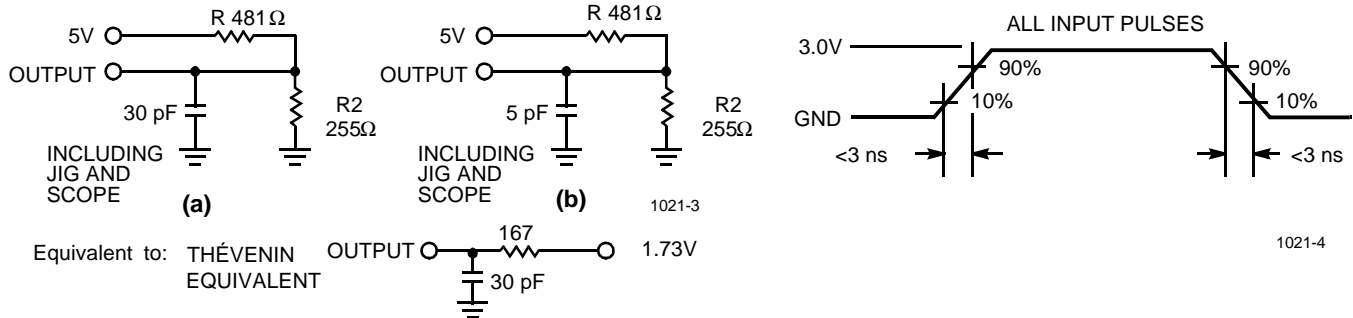 R 481Ω
5V
OUTPUT
30 pF
R2
255Ω
INCLUDING
JIG AND
SCOPE
(a)
R 481Ω
5V
OUTPUT
5 pF
R2
255Ω
INCLUDING
JIG AND
SCOPE
(b)
1021-3
Equivalent to: THÉVENIN
EQUIVALENT
OUTPUT
167
1.73V
30 pF
ALL INPUT PULSES
3.0V
90%
10%
GND
<3 ns
90%
10%
<3 ns
1021-4